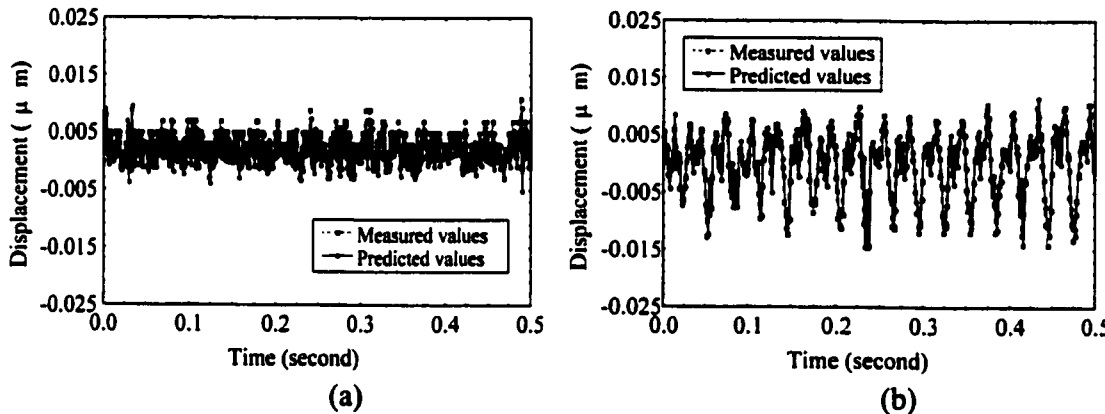 0.025
0.015
0.005
-0.005
-0.015
-0.025
Displacement ( μ m)
Measured values
Predicted values
0.0 0.1 0.2 0.3 0.4 0.5
Time (second)
(a)
0.025
0.015
0.005
-0.005
-0.015
-0.025
Displacement ( μ m)
Measured values
Predicted values
0.0 0.1 0.2 0.3 0.4 0.5
Time (second)
(b)